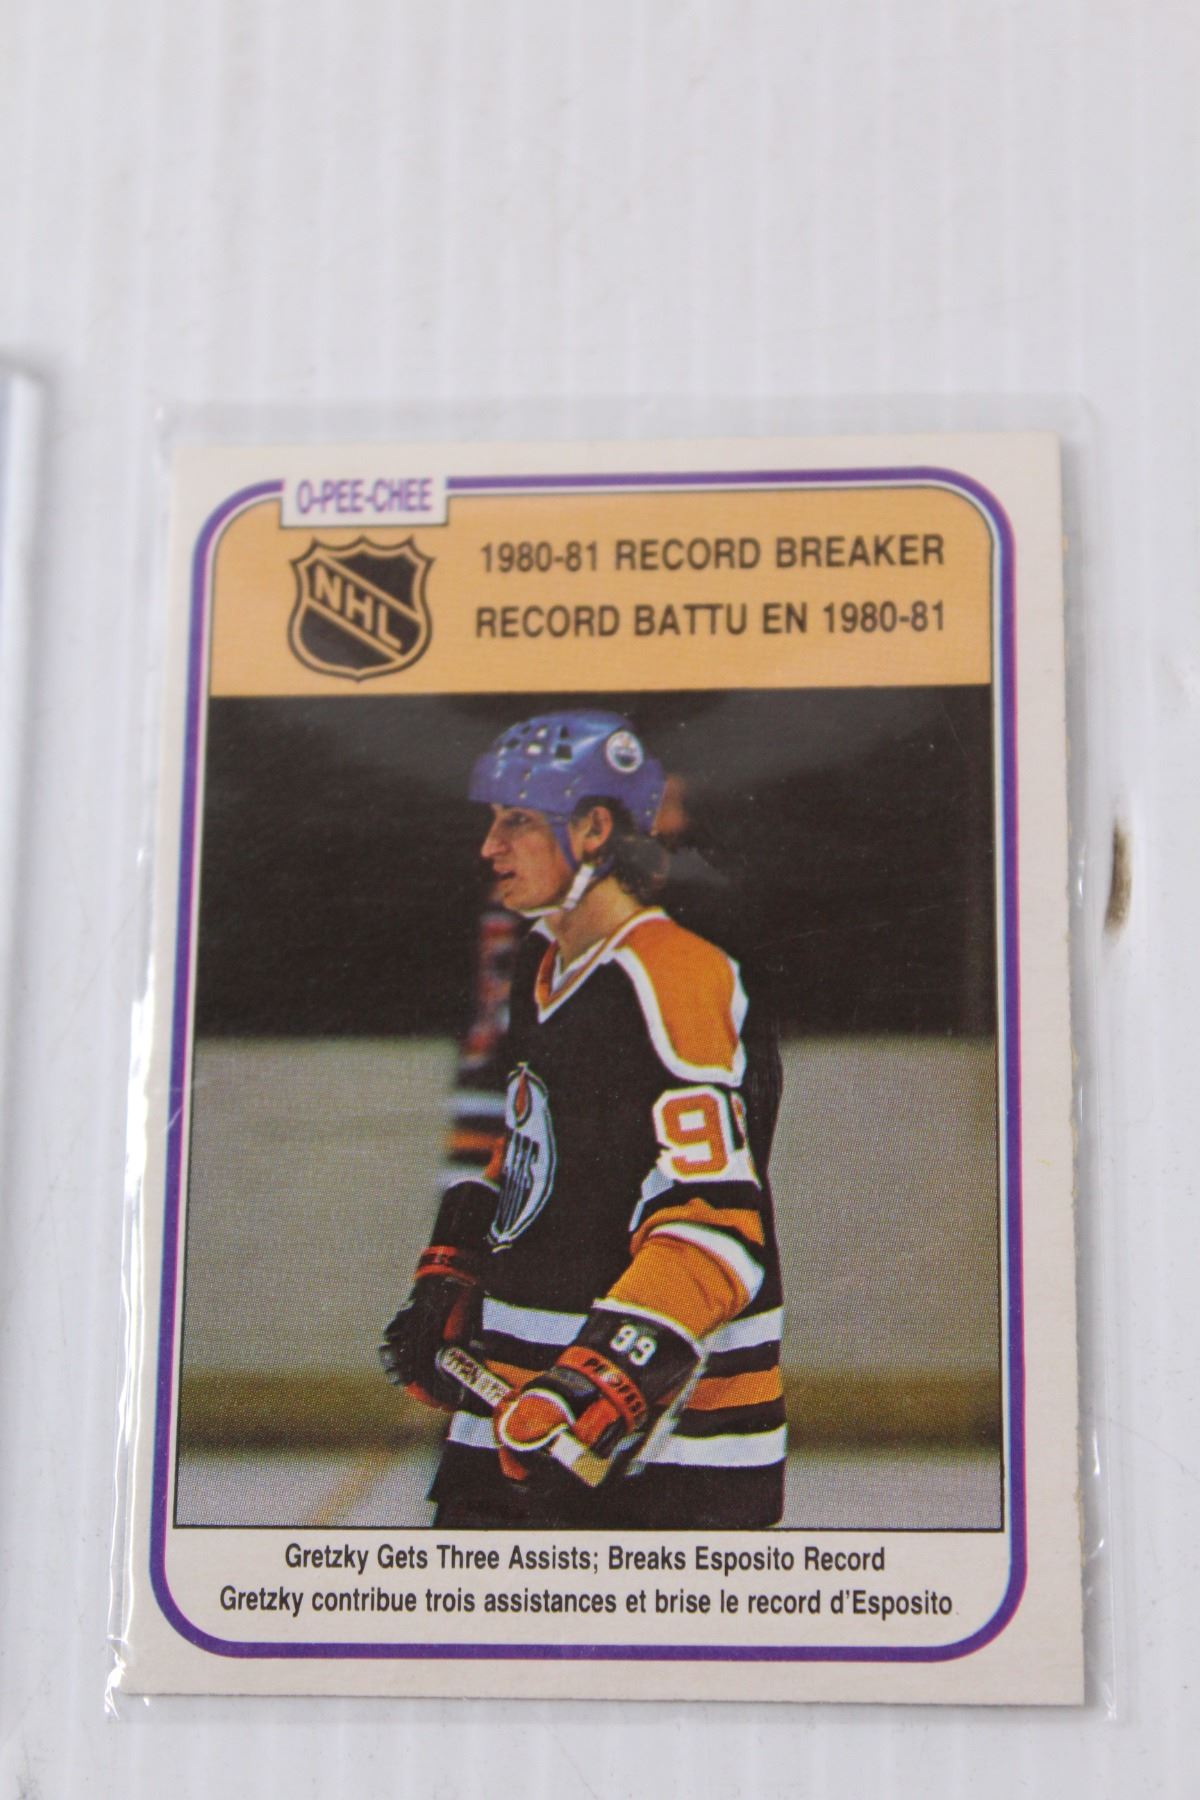 O-PEE-CHEE
NHL
1980-81 RECORD BREAKER
RECORD BATTU EN 1980-81
9
99
Gretzky Gets Three Assists; Breaks Esposito Record
Gretzky contribue trois assistances et brise le record d'Esposito